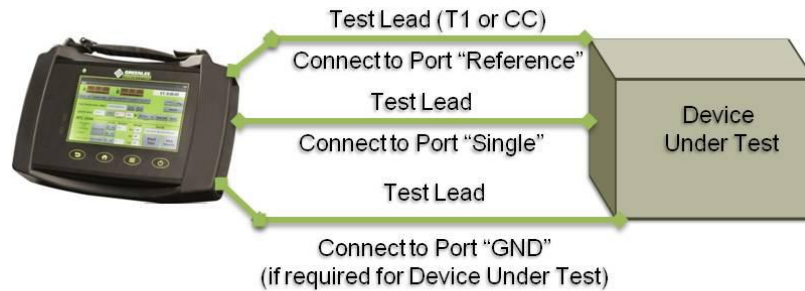 Test Lead (T1 or CC)
Connect to Port “Reference”
Test Lead
Connect to Port “Single”
Test Lead
Connect to Port “GND”
(if required for Device Under Test)
Device
Under Test
GREENLEE